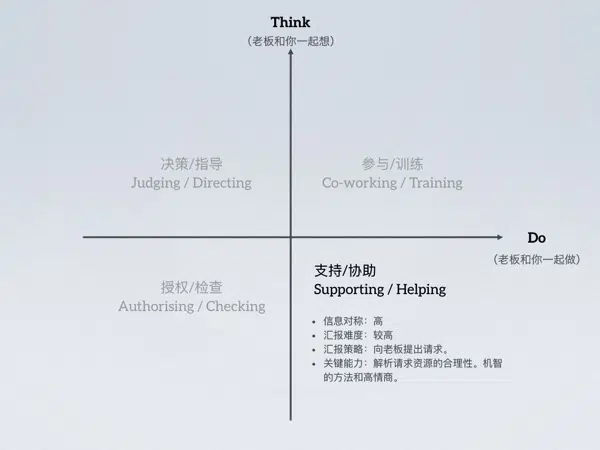 Think
（老板和你一起想）
决策/指导
Judging / Directing
参与/训练
Co-working / Training
Do
（老板和你一起做）
支持/协助
Supporting / Helping
授权/检查
Authorising / Checking
• 信息对称：高
• 汇报难度：较高
• 汇报策略：向老板提出请求。
• 关键能力：解析请求资源的合理性。机智
的方法和高情商。